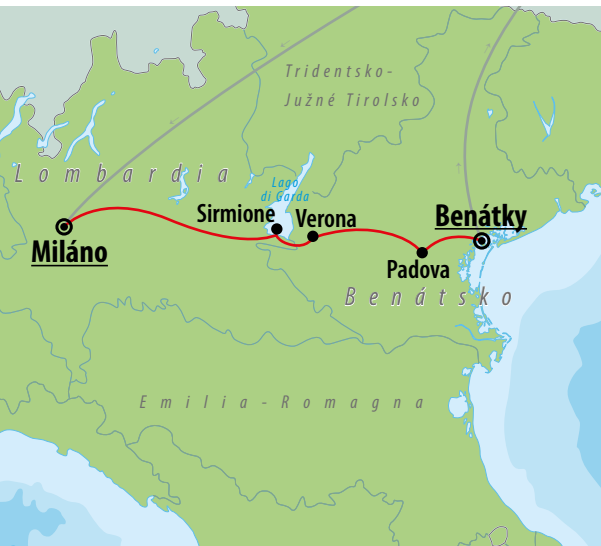 Tridentsko-
Južné Tirolsko
Lombardia
Lago
di Garda
Sirmione
Verona
Benátky
Miláno
Padova
Benátsko
Emilia-Romagna